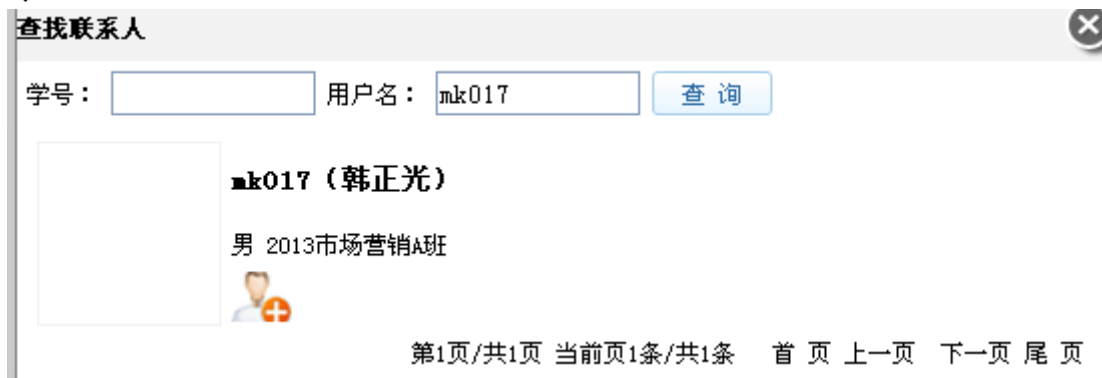 查找联系人
学号： 用户名： mk017 查 询
mk017（韩正光）
男 2013市场营销A班
第1页/共1页 当前页1条/共1条 首 页 上一页 下一页 尾 页